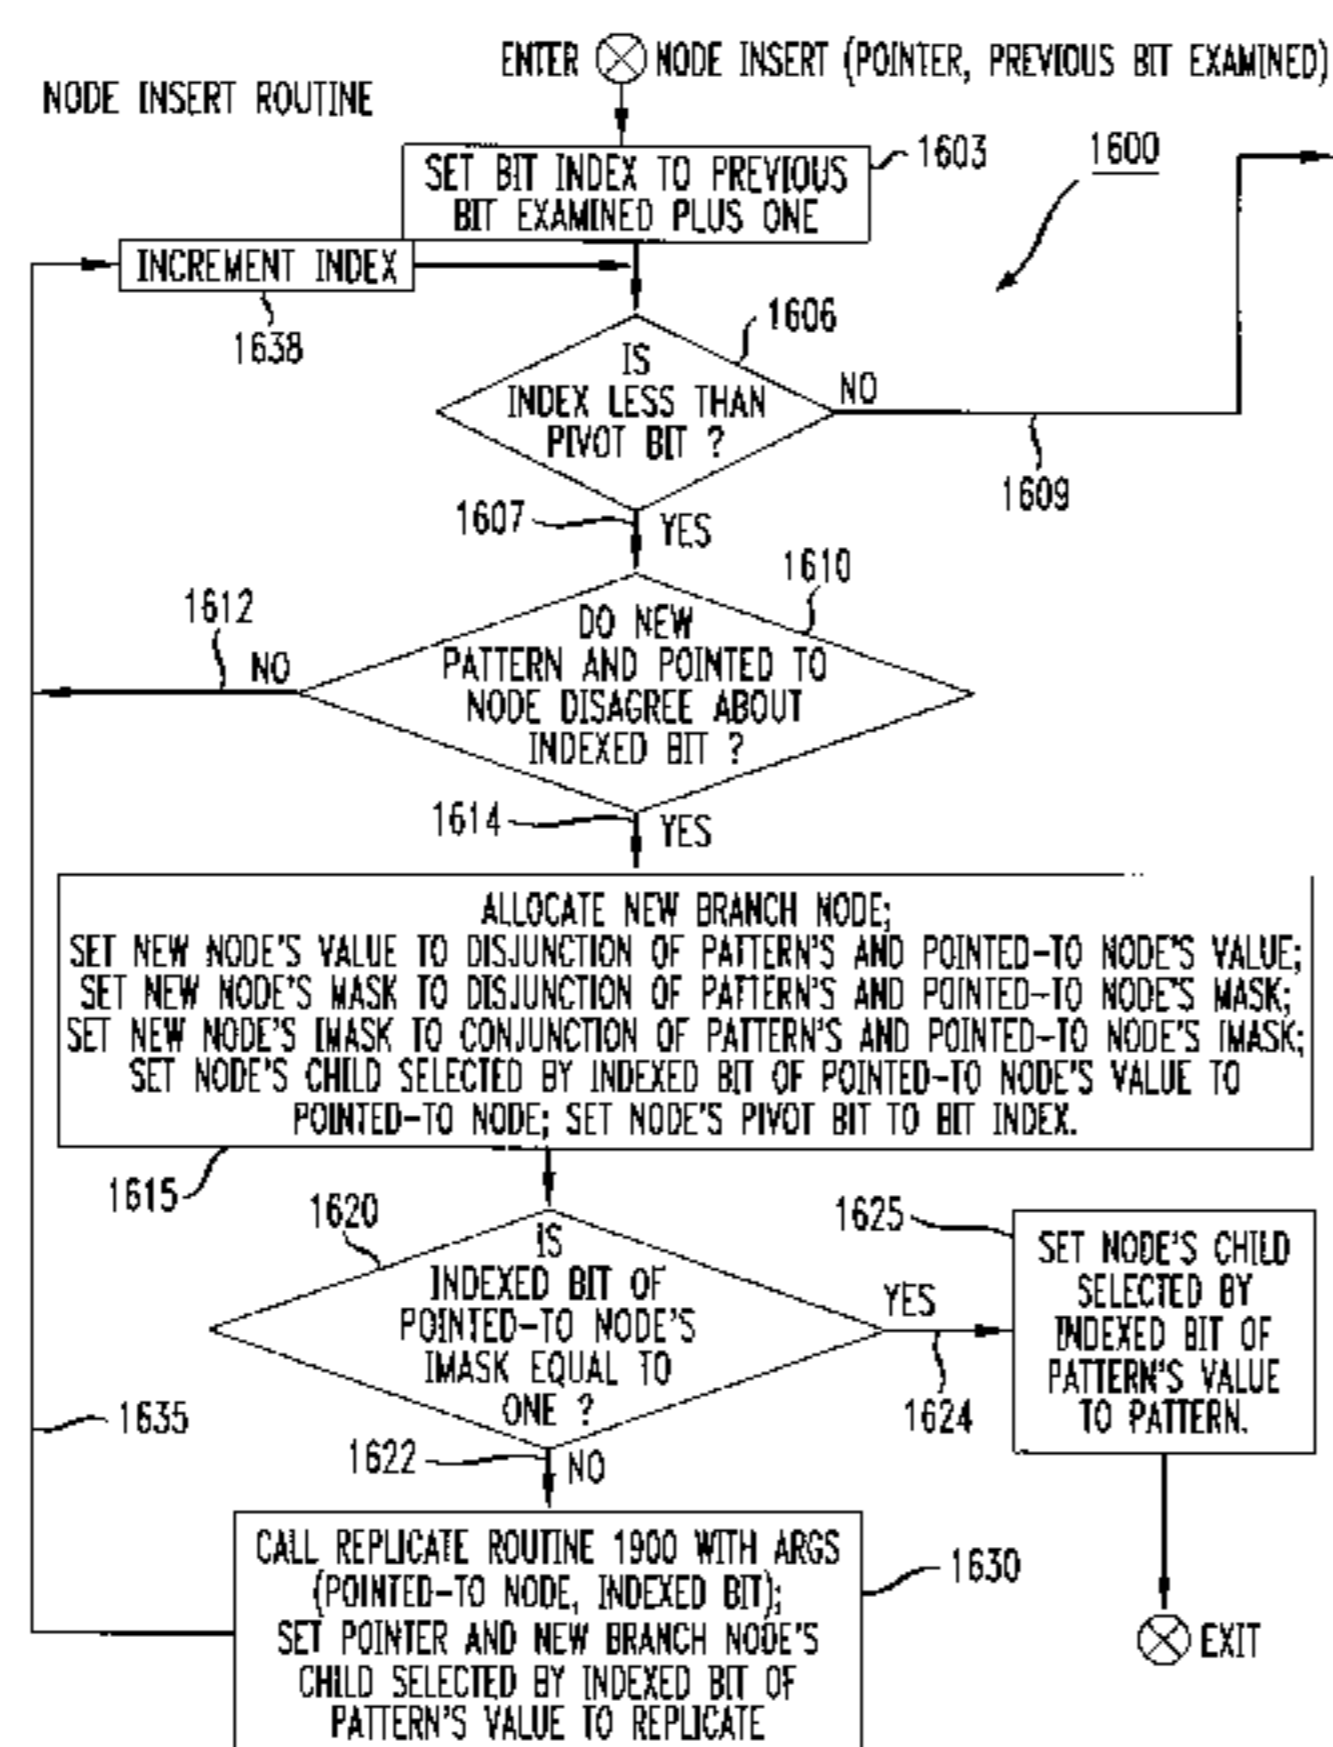 ENTER NODE INSERT (POINTER, PREVIOUS BIT EXAMINED)
NODE INSERT ROUTINE
SET BIT INDEX TO PREVIOUS
BIT EXAMINED PLUS ONE
1603
1600
INCREMENT INDEX
1638
1606
IS
INDEX LESS THAN
PIVOT BIT ?
NO
1609
1607
YES
1610
1612
NO
DO NEW
PATTERN AND POINTED TO
NODE DISAGREE ABOUT
INDEXED BIT ?
1614
YES
ALLOCATE NEW BRANCH NODE;
SET NEW NODE'S VALUE TO DISJUNCTION OF PATTERN'S AND POINTED-TO NODE'S VALUE;
SET NEW NODE'S MASK TO DISJUNCTION OF PATTERN'S AND POINTED-TO NODE'S MASK;
SET NEW NODE'S IMASK TO CONJUNCTION OF PATTERN'S AND POINTED-TO NODE'S IMASK;
SET NODE'S CHILD SELECTED BY INDEXED BIT OF POINTED-TO NODE'S VALUE TO
POINTED-TO NODE; SET NODE'S PIVOT BIT TO BIT INDEX.
1615
1620
IS
INDEXED BIT OF
POINTED-TO NODE'S
IMASK EQUAL TO
ONE ?
YES
1624
1625
SET NODE'S CHILD
SELECTED BY
INDEXED BIT OF
PATTERN'S VALUE
TO PATTERN.
1635
1622
NO
CALL REPLICATE ROUTINE 1900 WITH ARGS
(POINTED-TO NODE, INDEXED BIT);
SET POINTER AND NEW BRANCH NODE'S
CHILD SELECTED BY INDEXED BIT OF
PATTERN'S VALUE TO REPLICATE
1630
EXIT